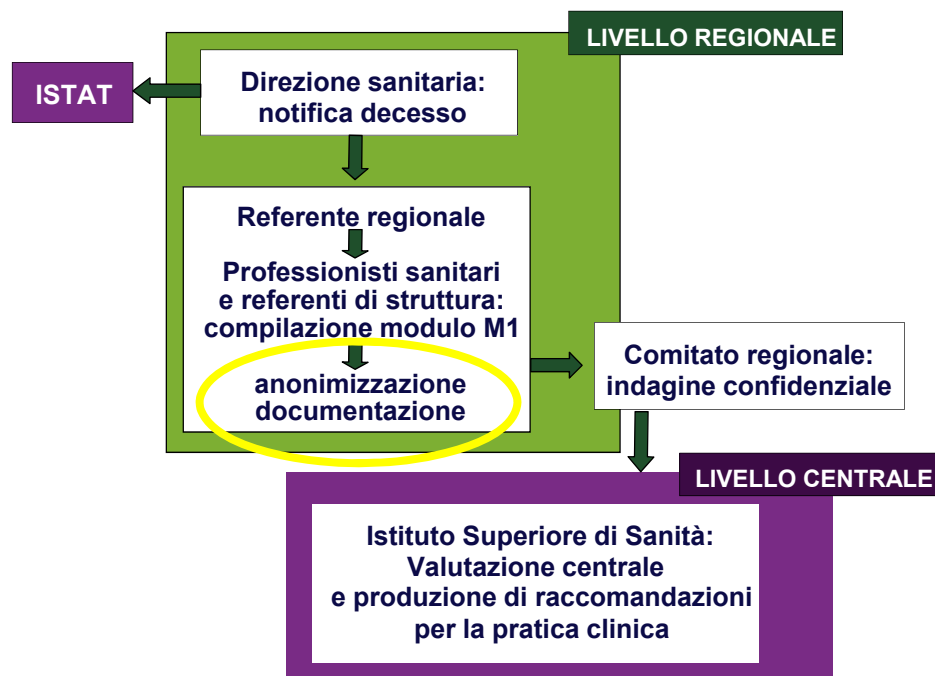 LIVELLO REGIONALE
ISTAT
Direzione sanitaria:
notifica decesso
Referente regionale
Professionisti sanitari
e referenti di struttura:
compilazione modulo M1
anonimizzazione
documentazione
Comitato regionale:
indagine confidenziale
LIVELLO CENTRALE
Istituto Superiore di Sanità:
Valutazione centrale
e produzione di raccomandazioni
per la pratica clinica